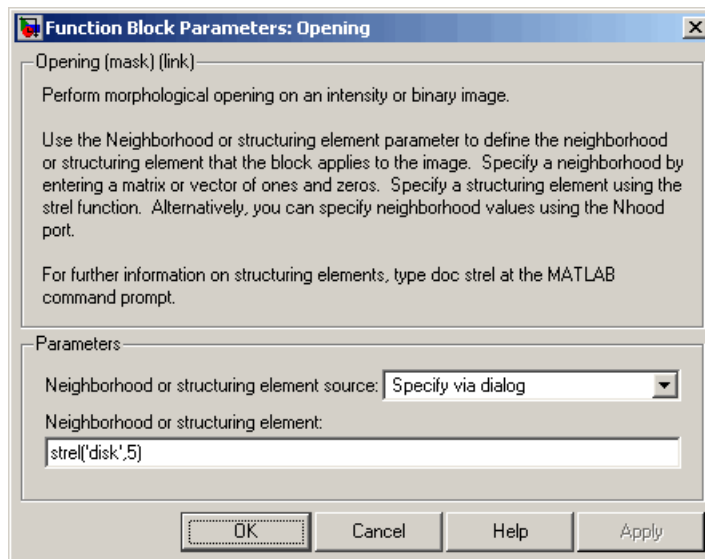 Function Block Parameters: Opening
Opening (mask) (link)
Perform morphological opening on an intensity or binary image.
Use the Neighborhood or structuring element parameter to define the neighborhood
or structuring element that the block applies to the image.  Specify a neighborhood by
entering a matrix or vector of ones and zeros.  Specify a structuring element using the
strel function.  Alternatively, you can specify neighborhood values using the Nhood
port.
For further information on structuring elements, type doc strel at the MATLAB
command prompt.
Parameters
Neighborhood or structuring element source: Specify via dialog
Neighborhood or structuring element:
strel('disk',5)
OK Cancel Help Apply